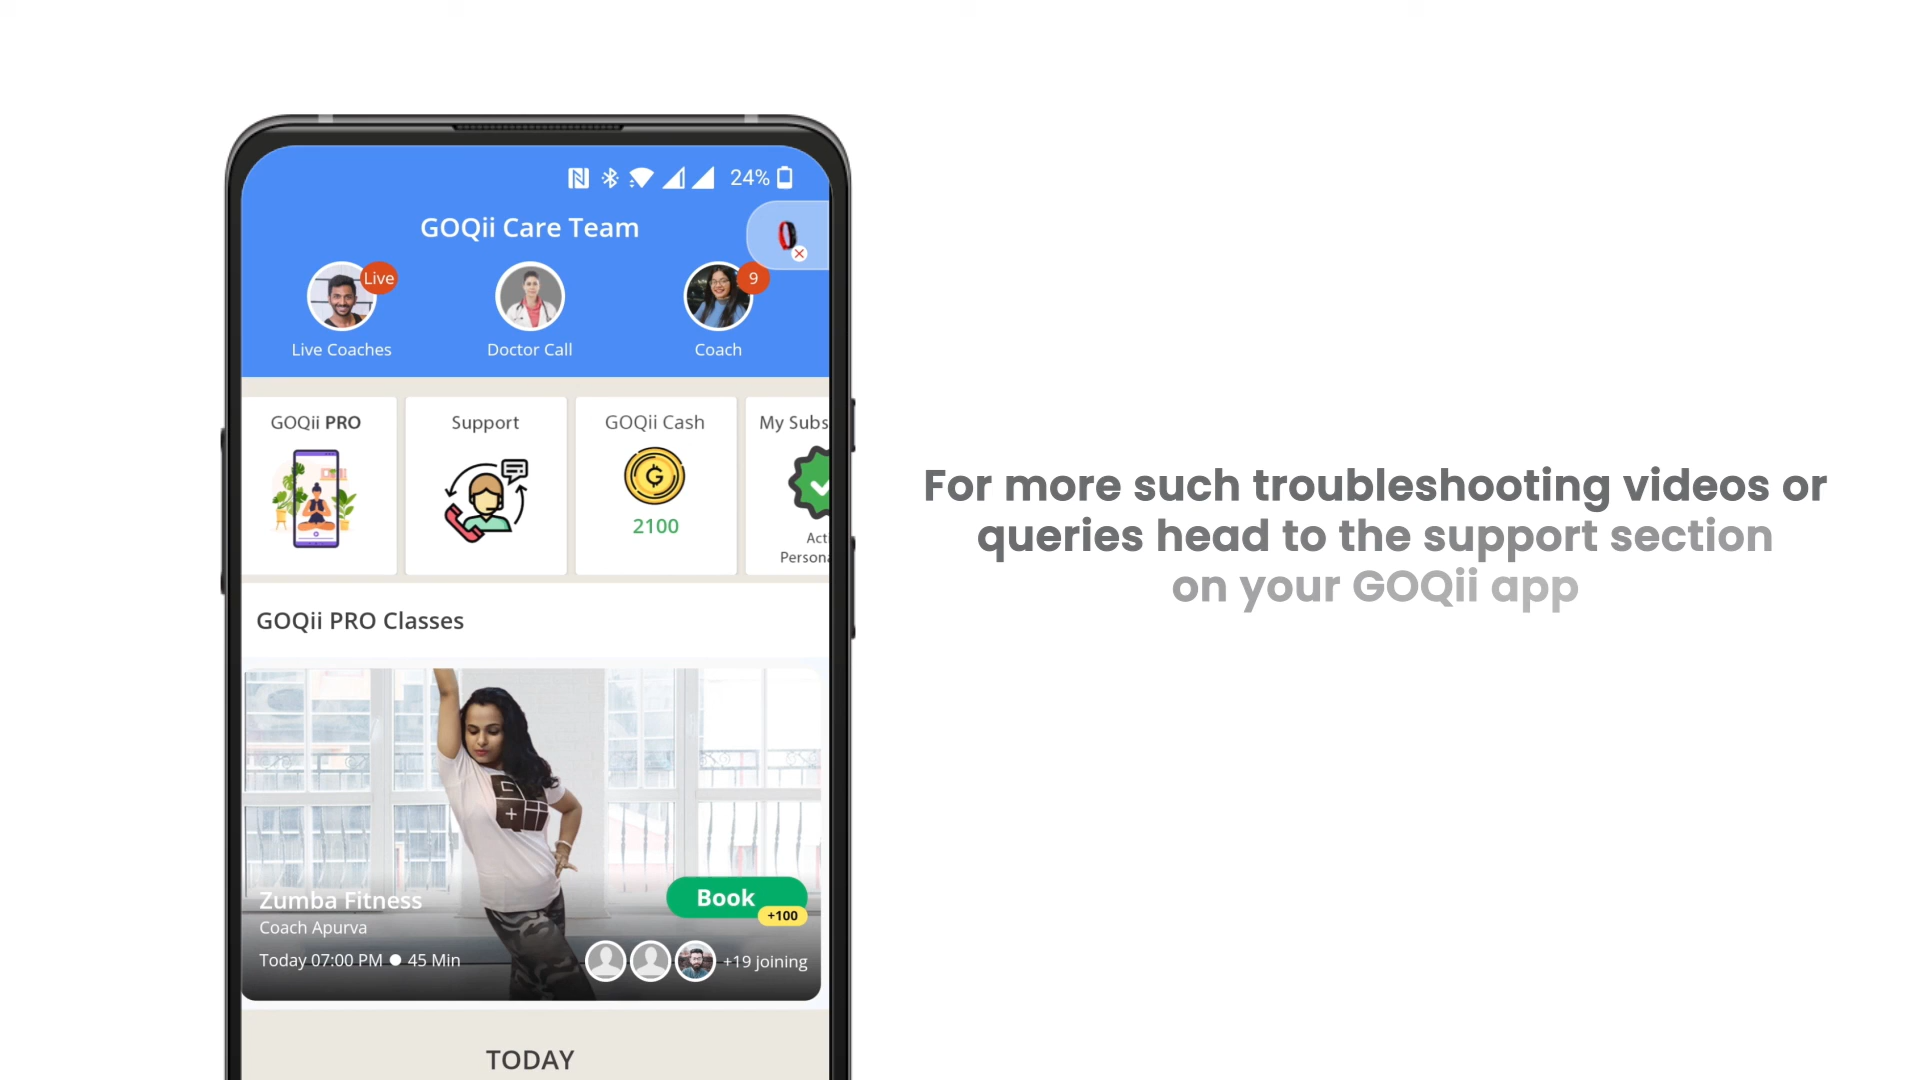 24%
GOQii Care Team
Live
9
Live Coaches
Doctor Call
Coach
GOQii PRO
Support
GOQii Cash
My Subs
2100
Act
Persona
GOQii PRO Classes
Zumba Fitness
Coach Apurva
Today 07:00 PM ● 45 Min
Book
+100
+19 joining
TODAY
For more such troubleshooting videos or
queries head to the support section
on your GOQii app